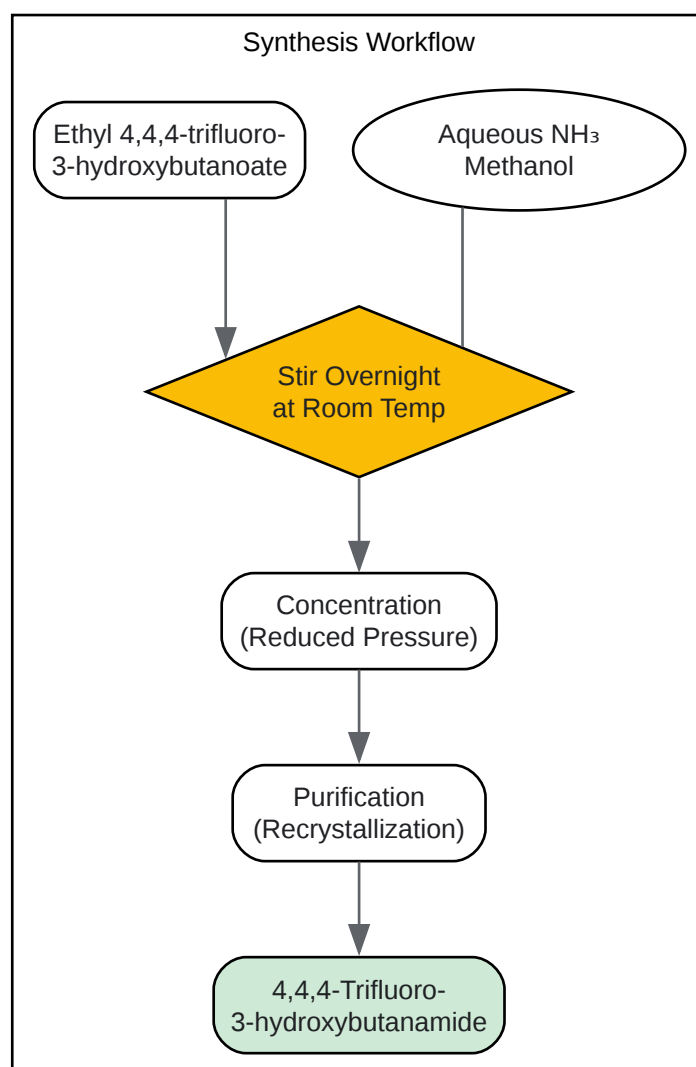 Synthesis Workflow
Ethyl 4,4,4-trifluoro-
3-hydroxybutanoate
Aqueous NH₃
Methanol
Stir Overnight
at Room Temp
Concentration
(Reduced Pressure)
Purification
(Recrystallization)
4,4,4-Trifluoro-
3-hydroxybutanamide